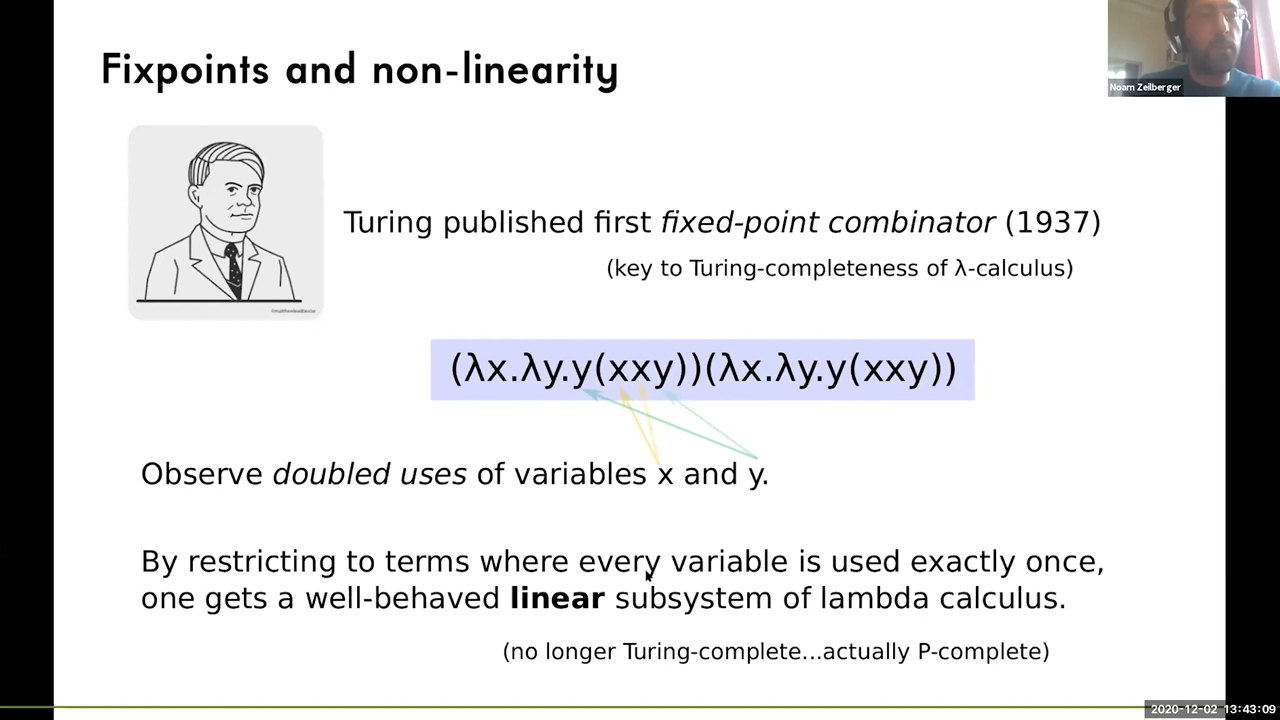 Fixpoints and non-linearity
Noam Zeilberger
Turing published first fixed-point combinator (1937)
(key to Turing-completeness of λ-calculus)
(λx.λy.y(xxy))(λx.λy.y(xxy))
Observe doubled uses of variables x and y.
By restricting to terms where every variable is used exactly once,
one gets a well-behaved linear subsystem of lambda calculus.
(no longer Turing-complete...actually P-complete)
2020-12-02 13:43:09